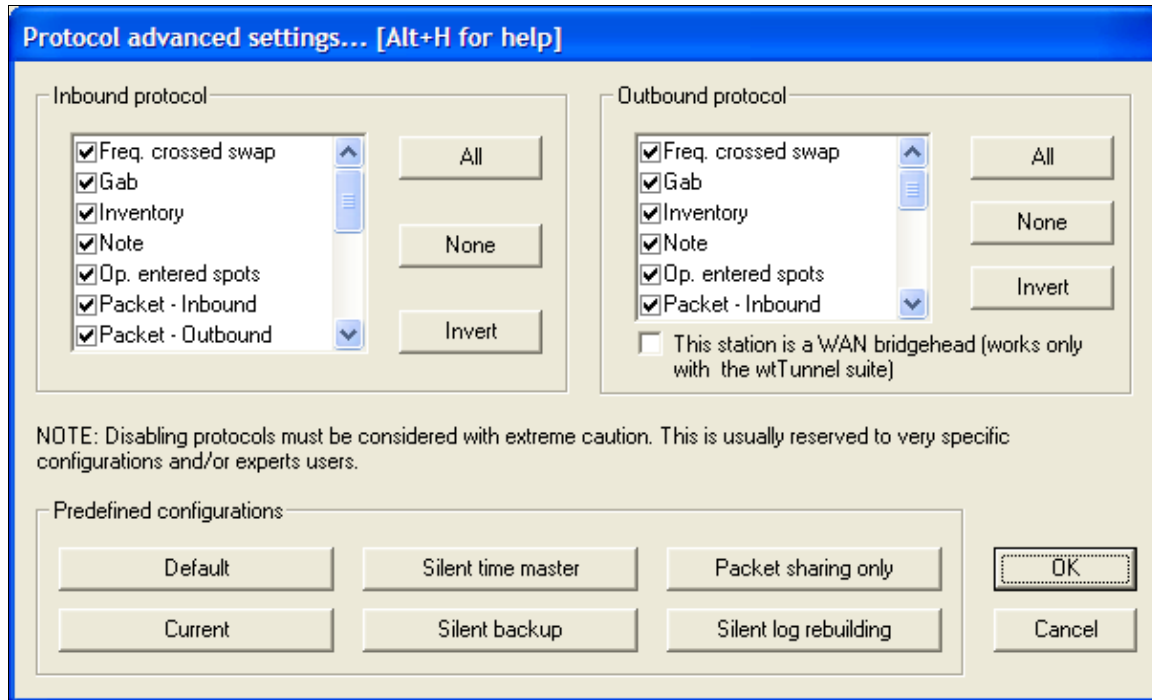 Protocol advanced settings... [Alt+H for help]
Inbound protocol
Freq. crossed swap
Gab
Inventory
Note
Op. entered spots
Packet - Inbound
Packet - Outbound
All
None
Invert
Outbound protocol
Freq. crossed swap
Gab
Inventory
Note
Op. entered spots
Packet - Inbound
All
None
Invert
This station is a WAN bridgehead (works only
with the wtTunnel suite)
NOTE: Disabling protocols must be considered with extreme caution. This is usually reserved to very specific
configurations and/or experts users.
Predefined configurations
Default
Silent time master
Packet sharing only
Current
Silent backup
Silent log rebuilding
OK
Cancel